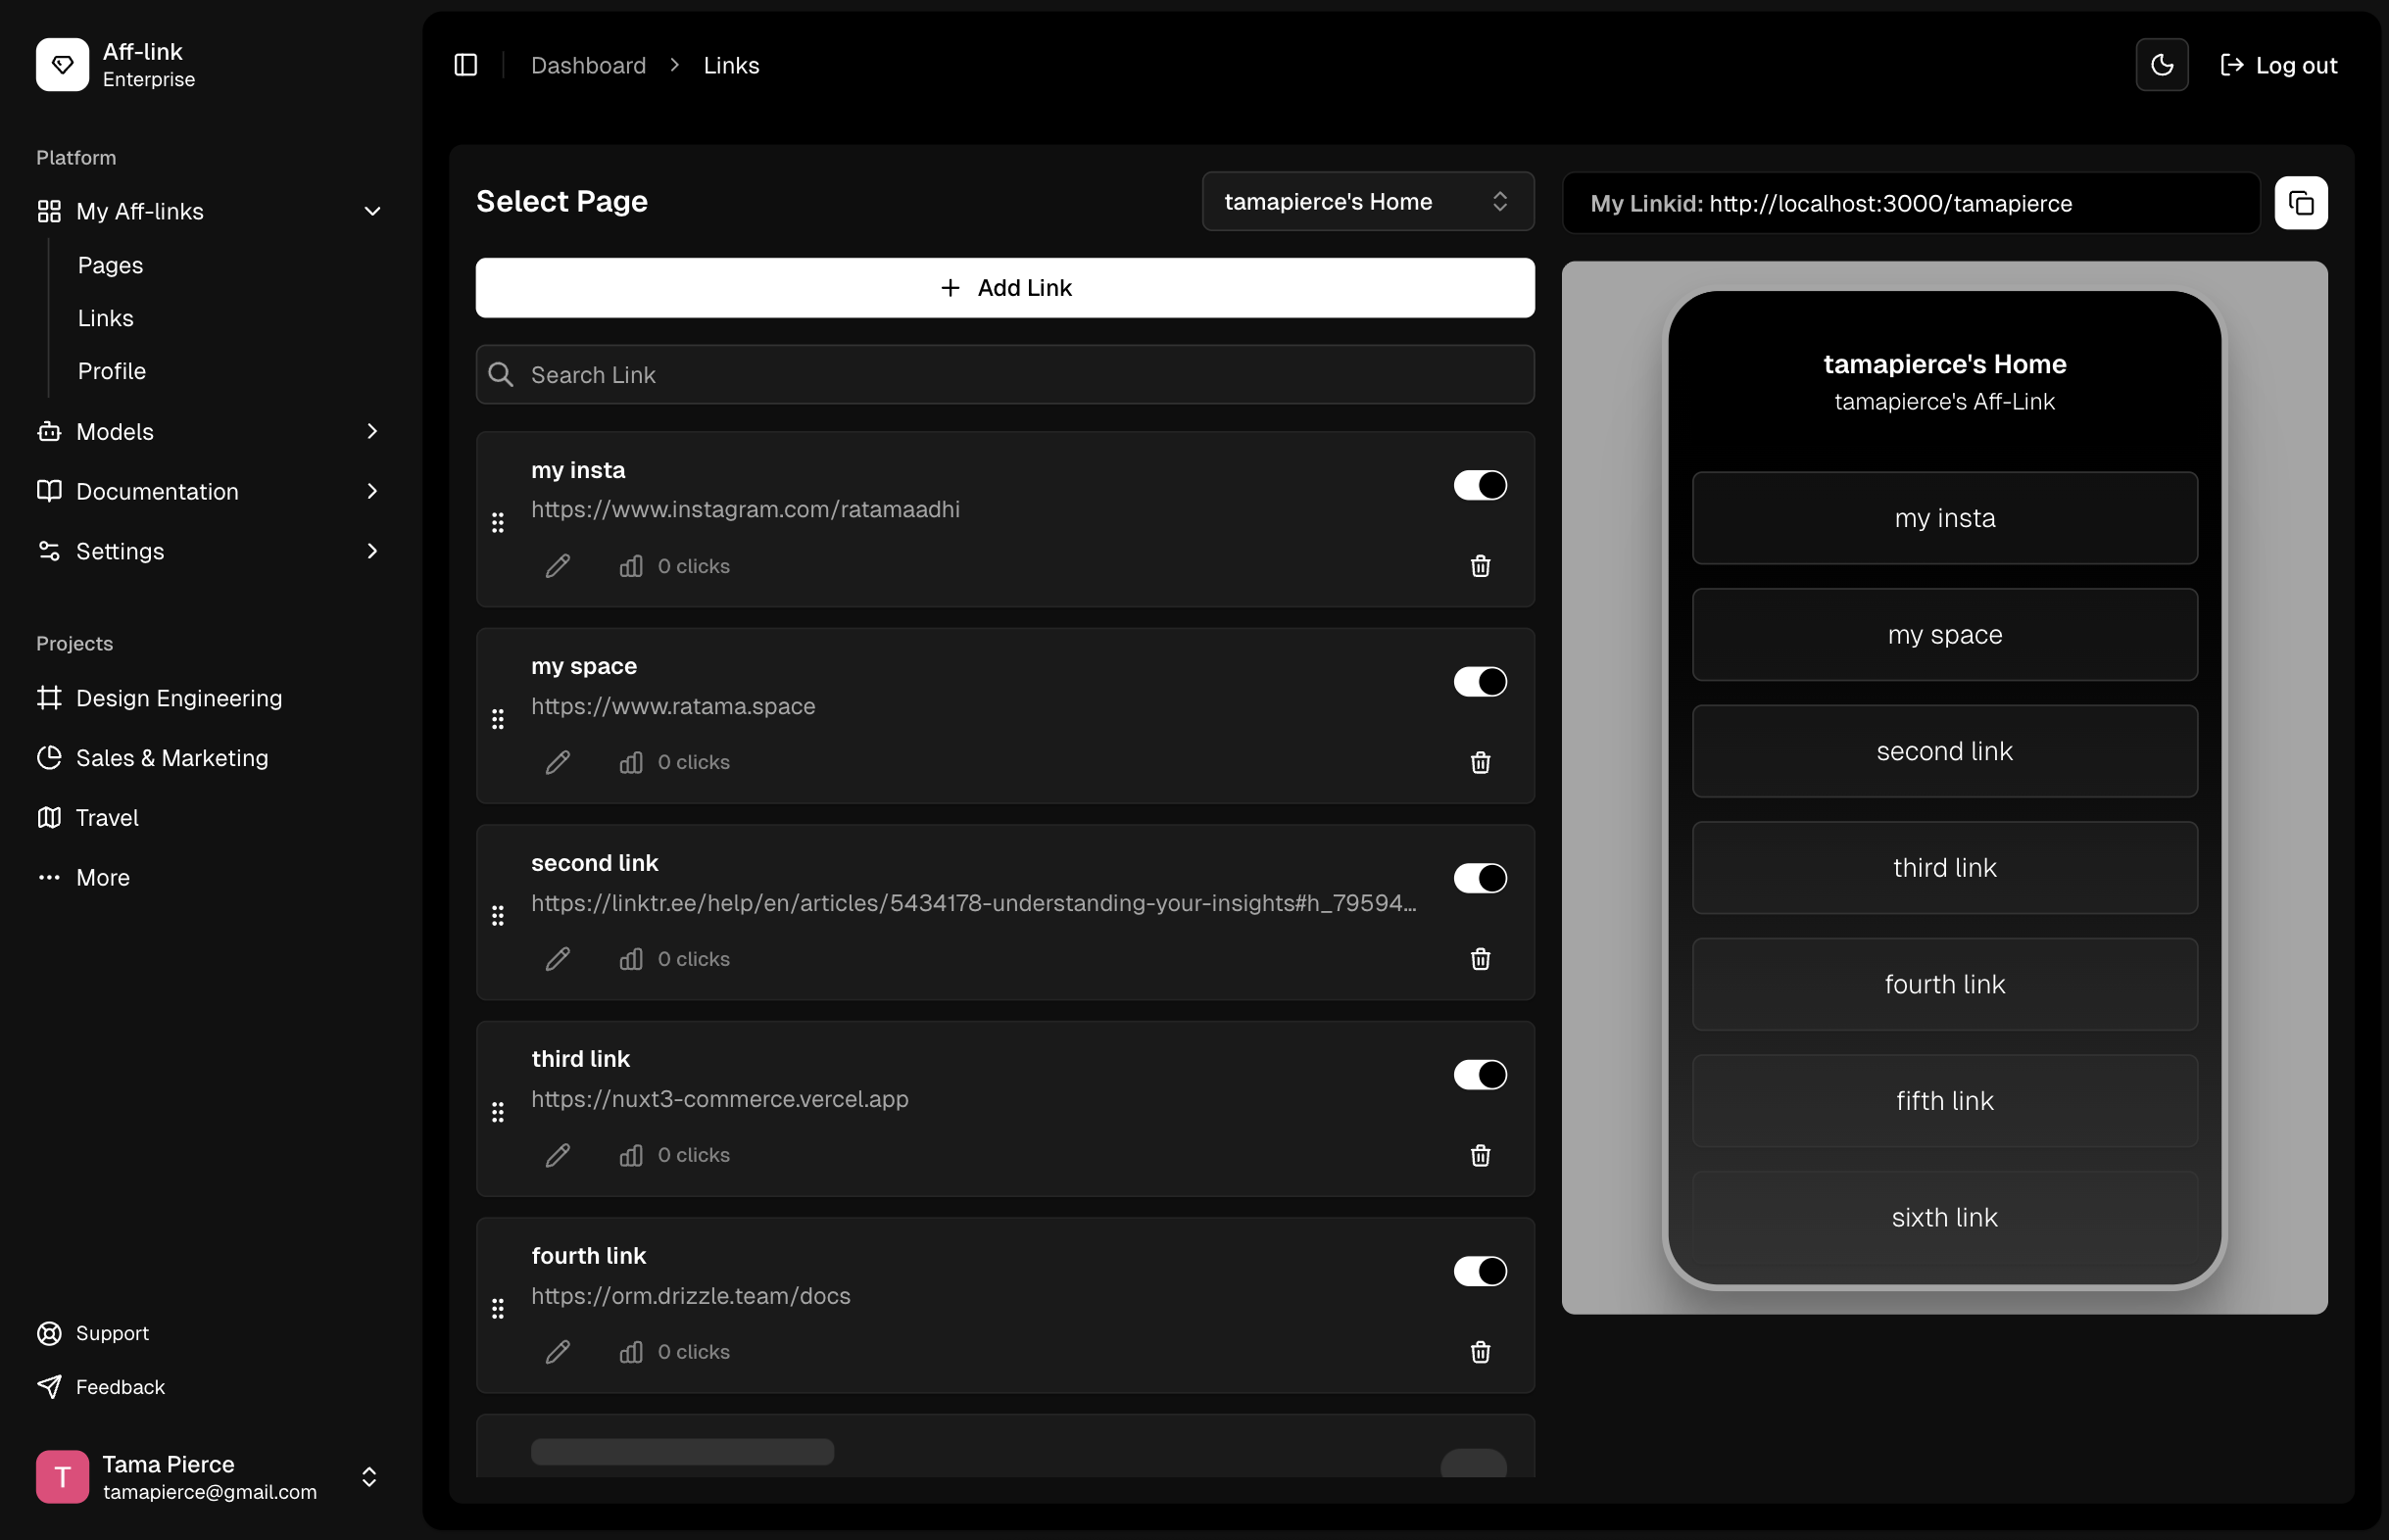 Aff-link
Enterprise
Platform
My Aff-links
Pages
Links
Profile
Models
Documentation
Settings
Projects
Design Engineering
Sales & Marketing
Travel
More
Support
Feedback
T
Tama Pierce
tamapierce@gmail.com
Dashboard
Links
Log out
Select Page
tamapierce's Home
Add Link
Search Link
my insta
https://www.instagram.com/ratamaadhi
0 clicks
my space
https://www.ratama.space
0 clicks
second link
https://linktr.ee/help/en/articles/5434178-understanding-your-insights#h_79594...
0 clicks
third link
https://nuxt3-commerce.vercel.app
0 clicks
fourth link
https://orm.drizzle.team/docs
0 clicks
My Linkid: http://localhost:3000/tamapierce
tamapierce's Home
tamapierce's Aff-Link
my insta
my space
second link
third link
fourth link
fifth link
sixth link